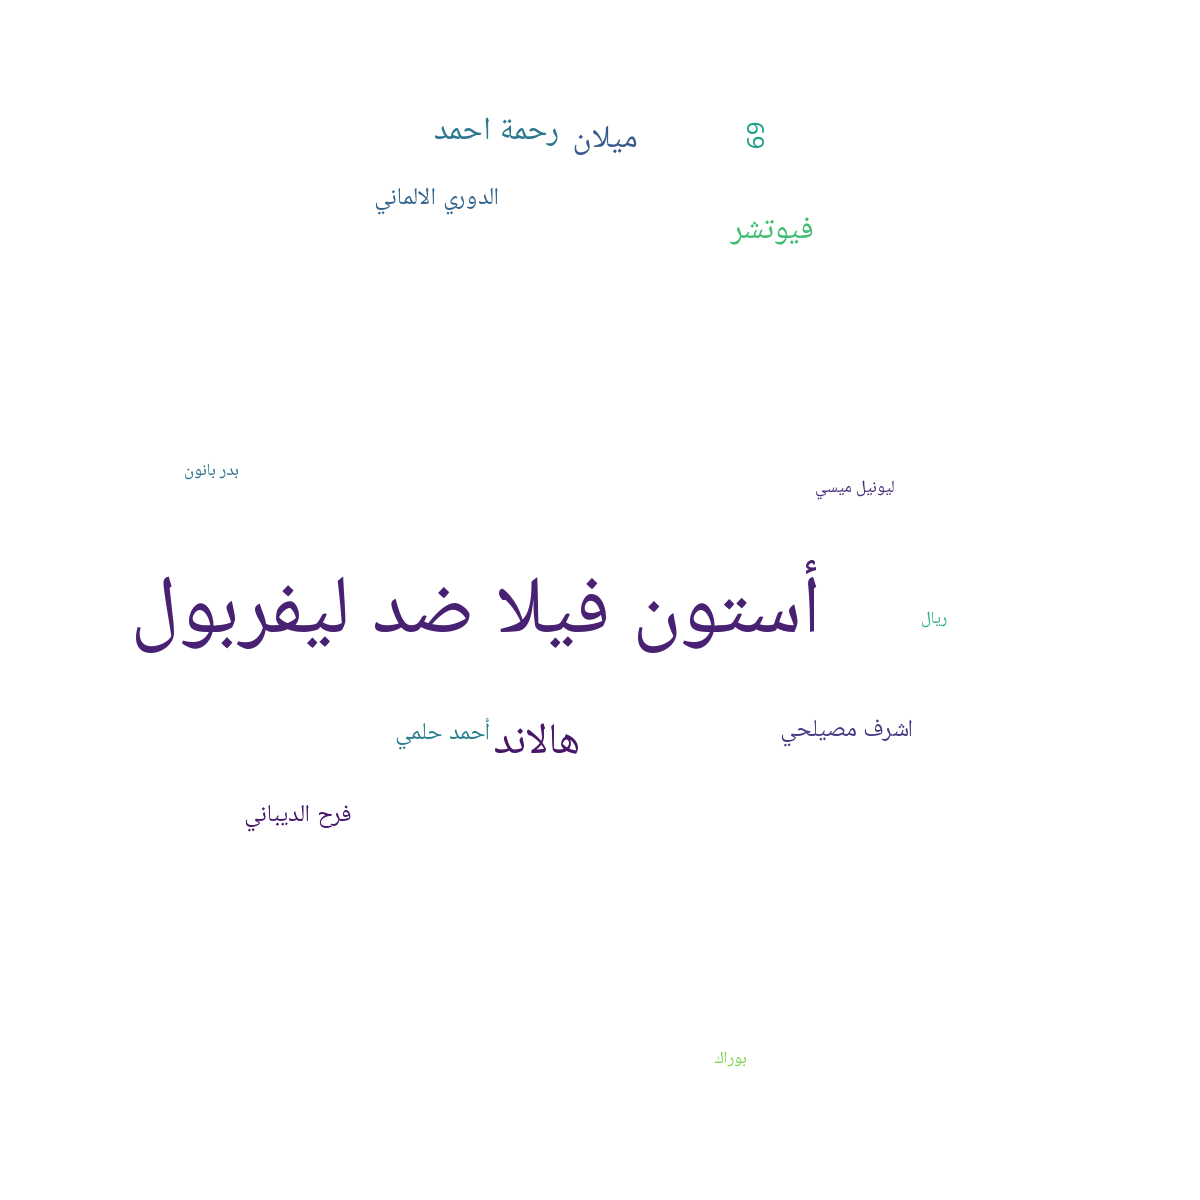 رحمة احمد
ميلان
69
الدوري الالماني
فيوتشر
بدر بانون
ليونيل ميسي
أستون فيلا ضد ليفربول
ريال
اشرف مصيلحي
هالاند
أحمد حلمي
فرح الديباني
بوراك